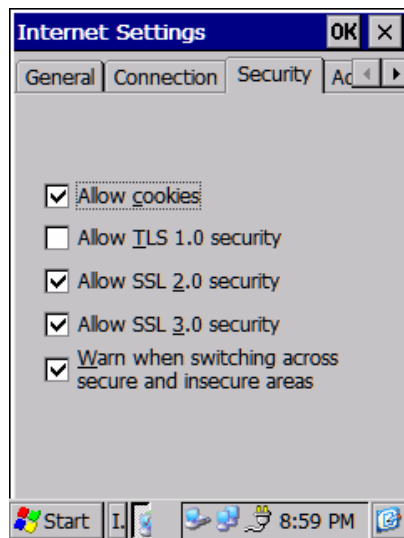 Internet Settings OK ×
General Connection Security Ad
Allow cookies
Allow TLS 1.0 security
Allow SSL 2.0 security
Allow SSL 3.0 security
Warn when switching across
secure and insecure areas
Start I. 8:59 PM